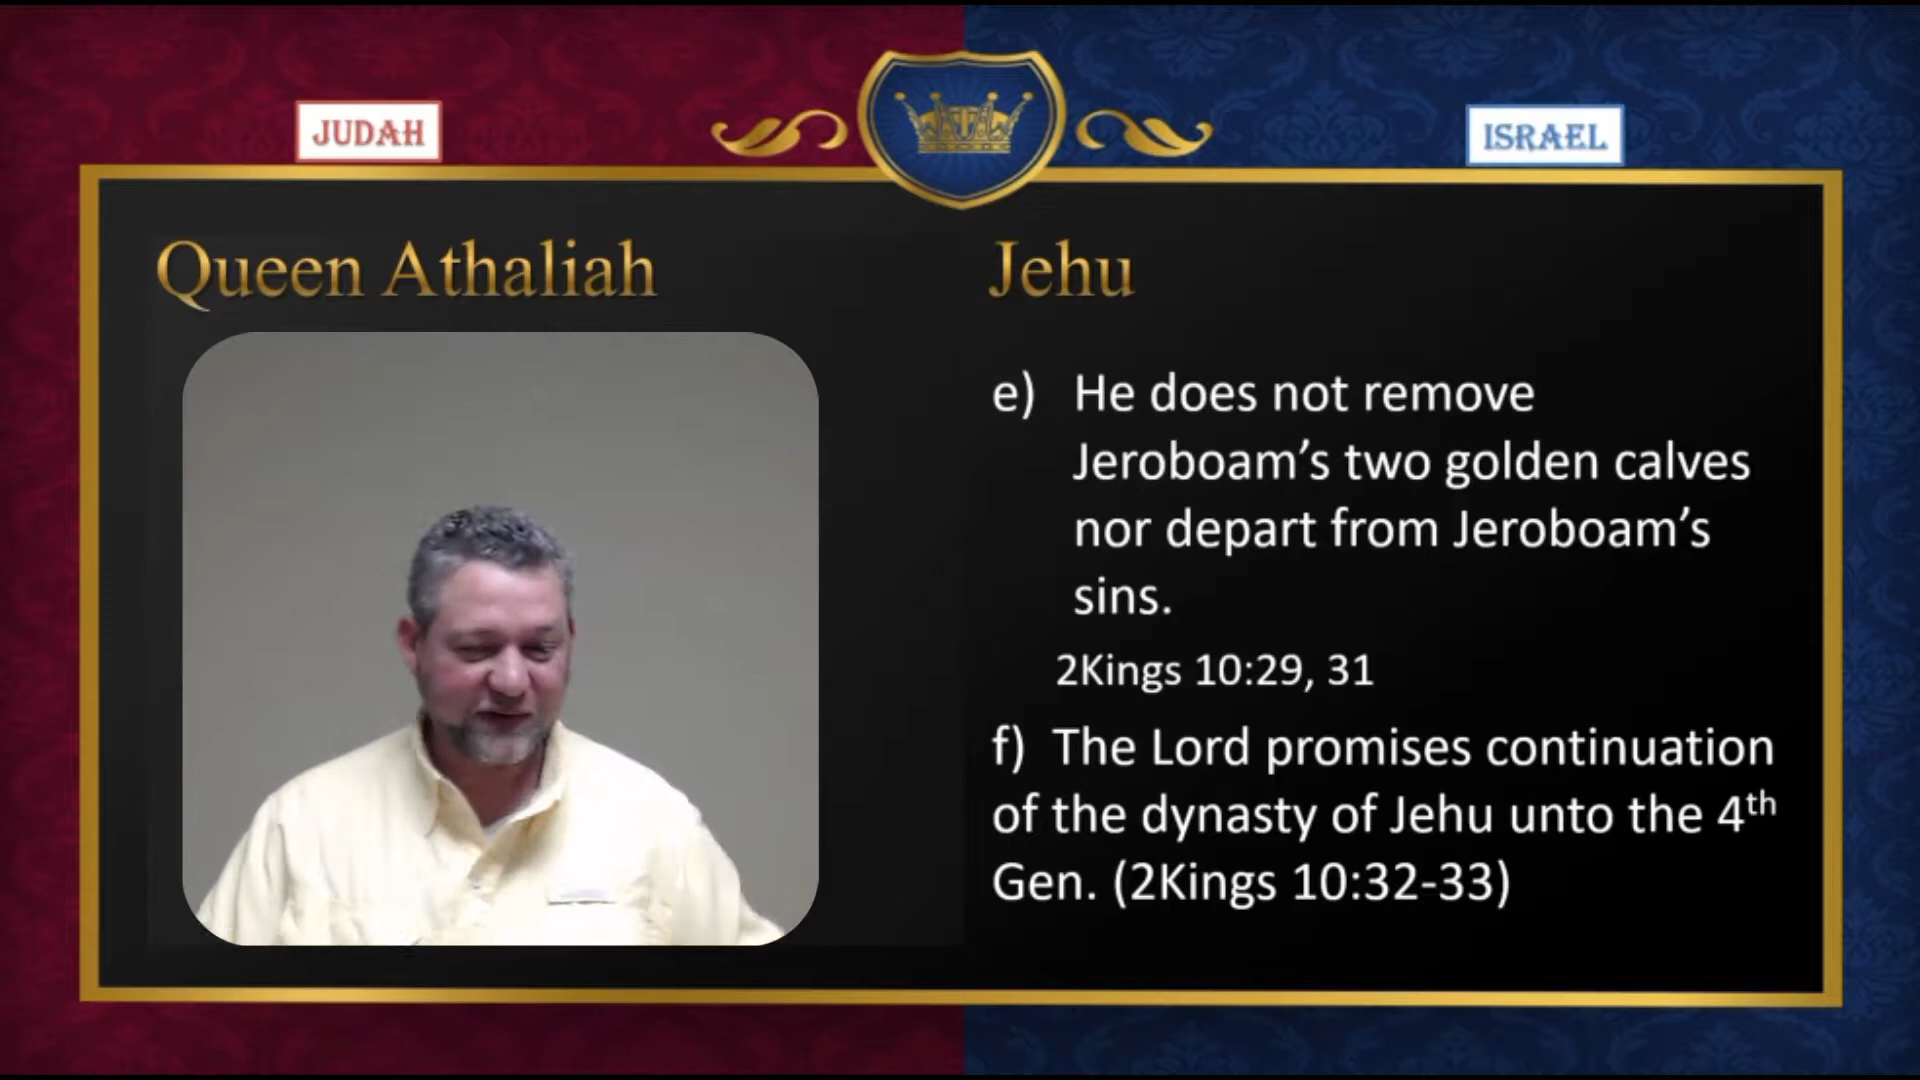 JUDAH
ISRAEL
Queen Athaliah
Jehu
e) He does not remove
Jeroboam’s two golden calves
nor depart from Jeroboam’s
sins.
2Kings 10:29, 31
f) The Lord promises continuation
of the dynasty of Jehu unto the 4th
Gen. (2Kings 10:32-33)